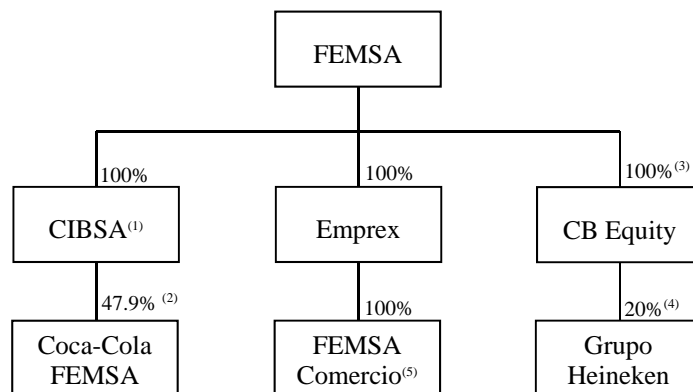 FEMSA
100%
100%
100%(3)
CIBSA(1)
Emprex
CB Equity
47.9% (2)
100%
20%(4)
Coca-Cola
FEMSA
FEMSA
Comercio(5)
Grupo
Heineken